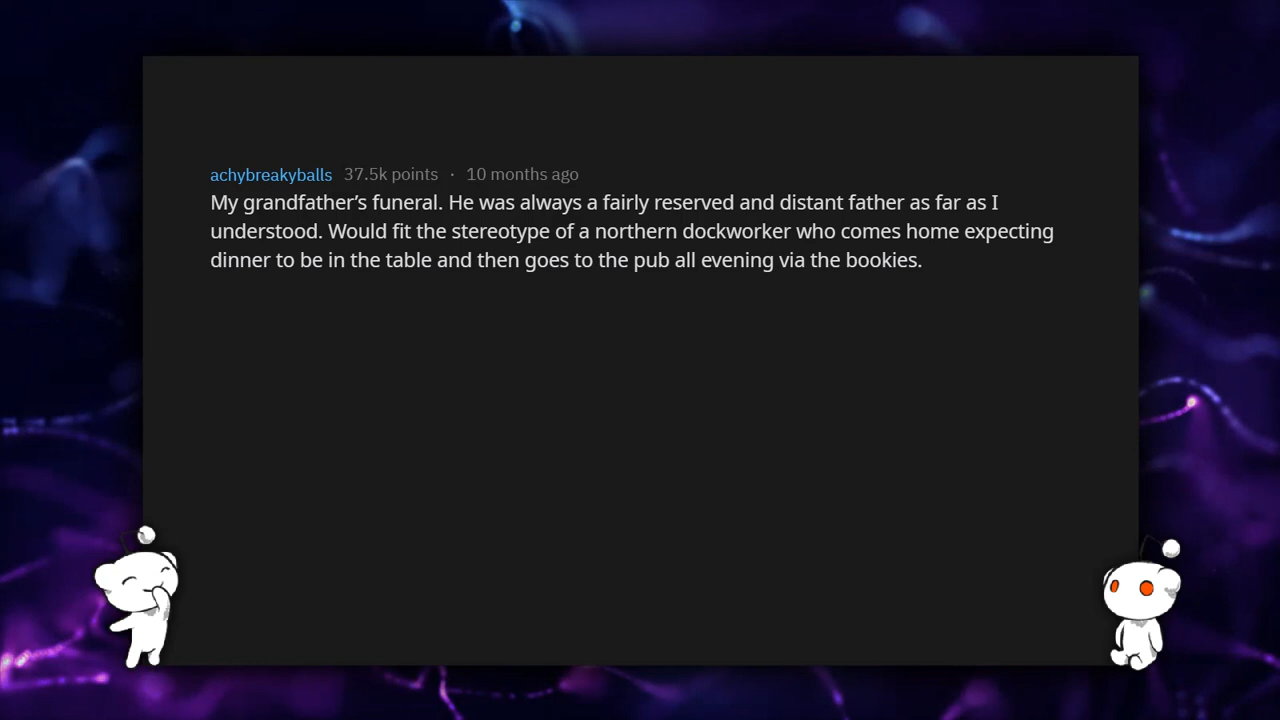 achybreakyballs 37.5k points · 10 months ago
My grandfather’s funeral. He was always a fairly reserved and distant father as far as I
understood. Would fit the stereotype of a northern dockworker who comes home expecting
dinner to be in the table and then goes to the pub all evening via the bookies.